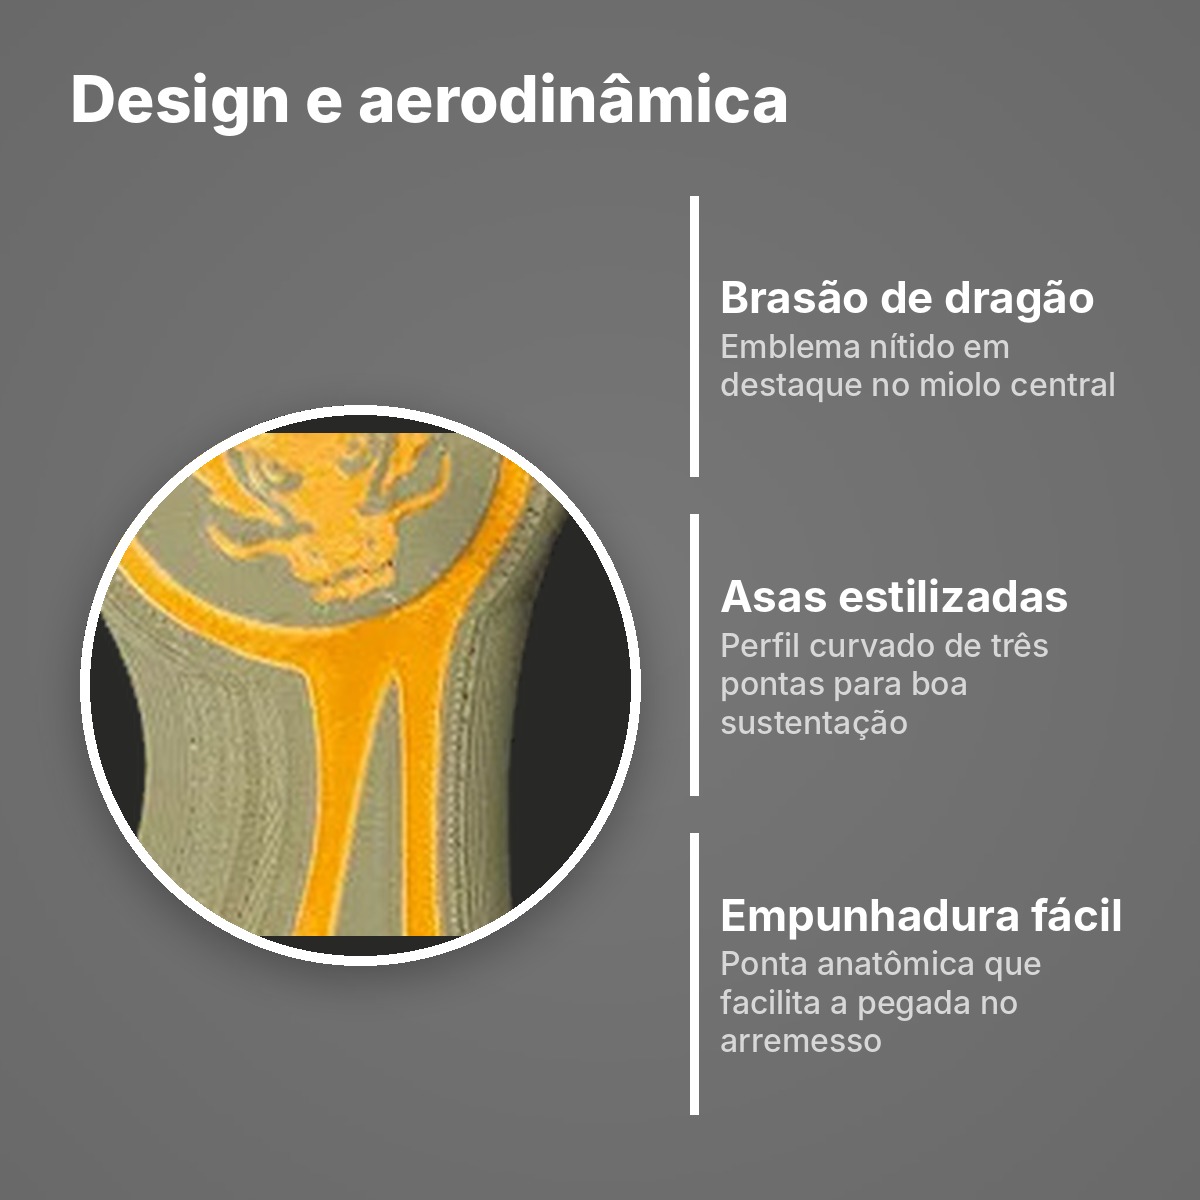 Design e aerodinâmica
Brasão de dragão
Emblema nítido em
destaque no miolo central
Asas estilizadas
Perfil curvado de três
pontas para boa
sustentação
Empunhadura fácil
Ponta anatômica que
facilita a pegada no
arremesso